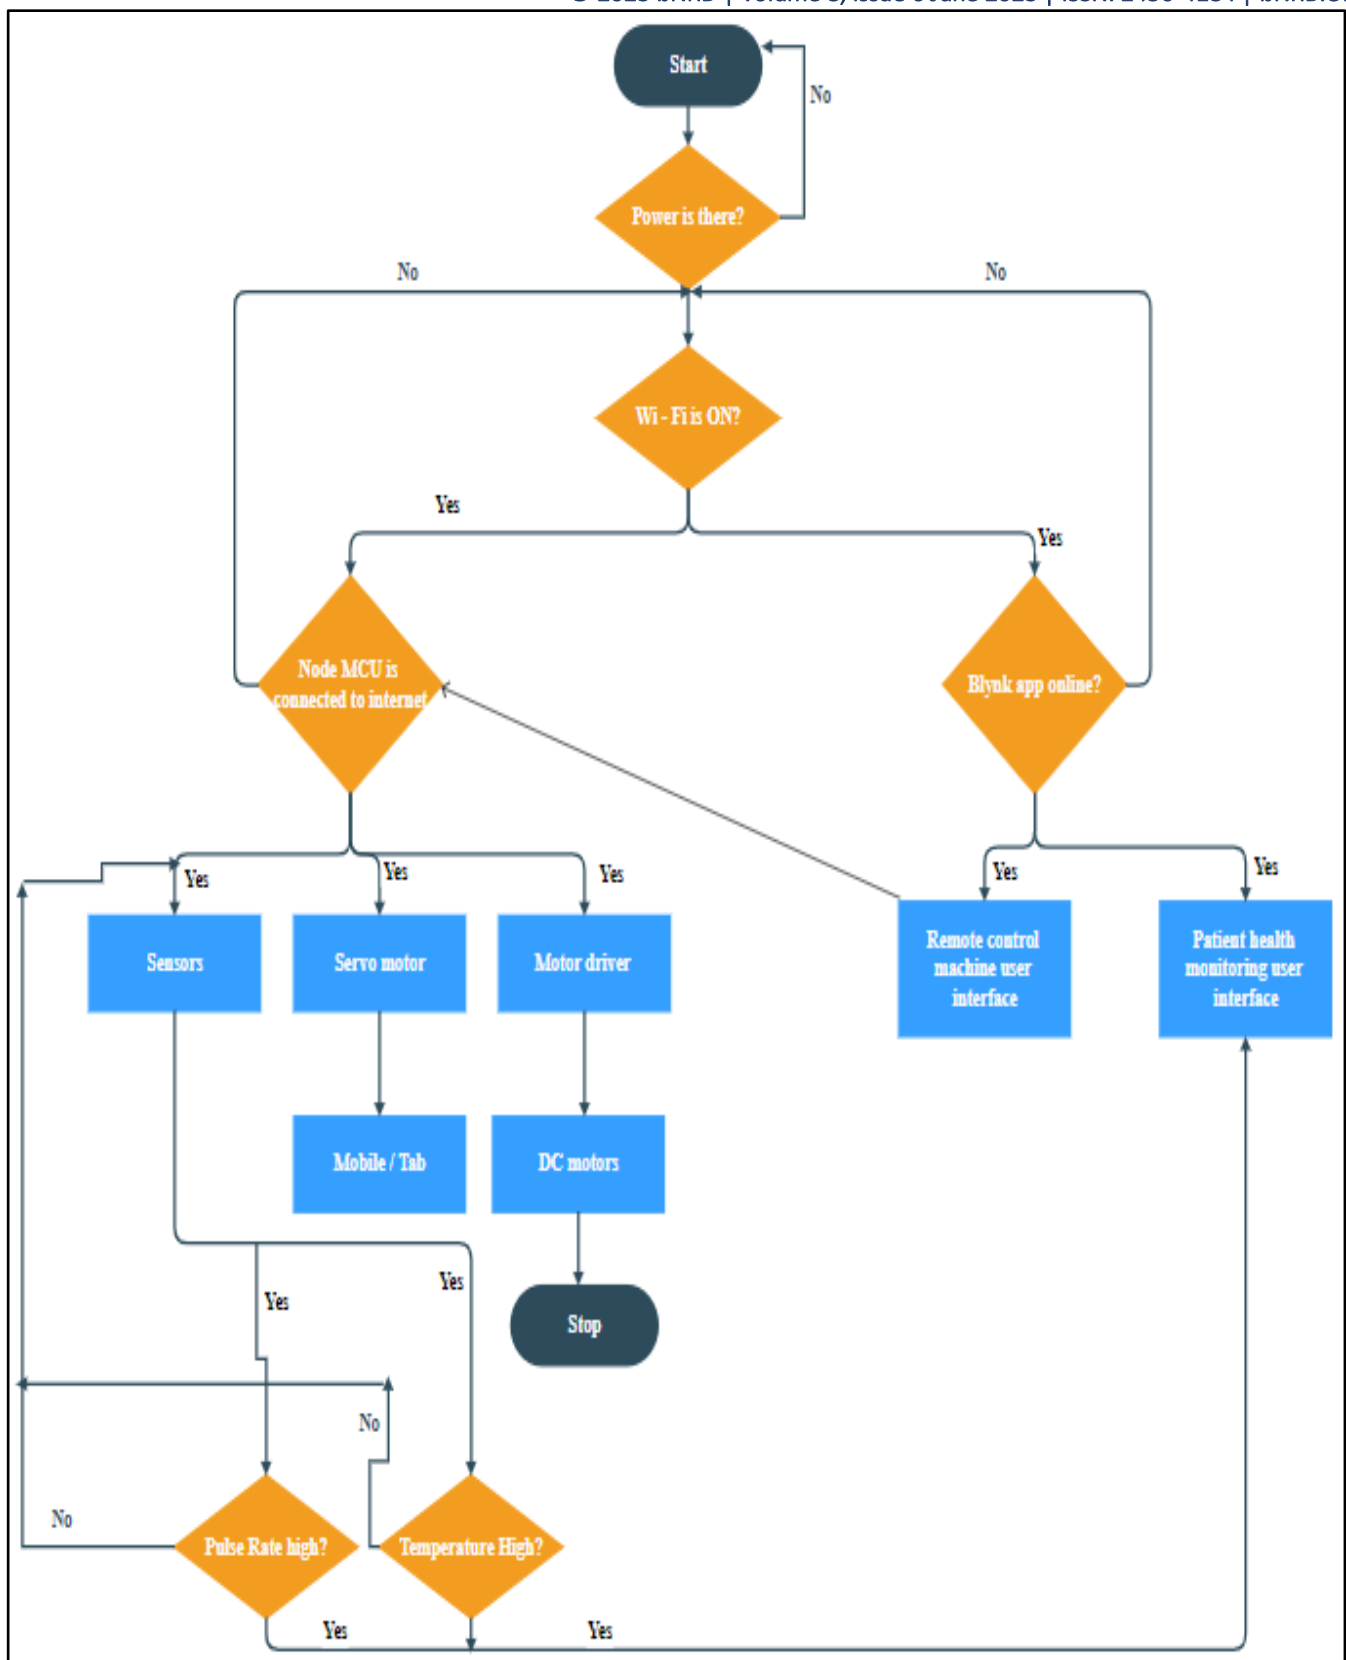 Start
No
Power is there?
No
No
Wi - Fi is ON?
Yes
Yes
Node MCU is
connected to internet
Blynk app online?
Yes
Yes
Yes
Yes
Yes
Sensors
Servo motor
Motor driver
Remote control
machine user
interface
Patient health
monitoring user
interface
Mobile / Tab
DC motors
Yes
Yes
Stop
No
No
Pulse Rate high?
Temperature High?
Yes
Yes